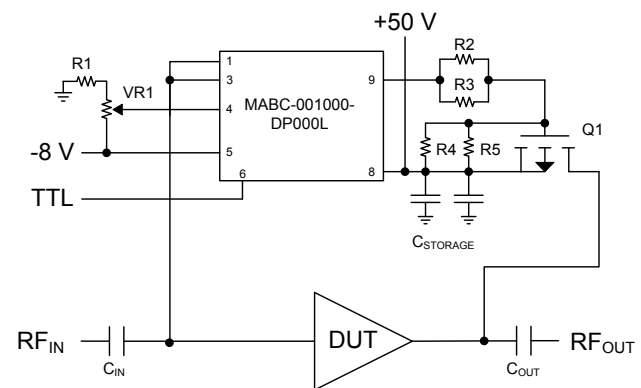 +50 V
R1
VR1
-8 V
TTL
1
3
4
5
6
MABC-001000-
DP000L
9
8
R2
R3
R4
R5
Q1
CSTORAGE
RFIN
CIN
DUT
COUT
RFOUT